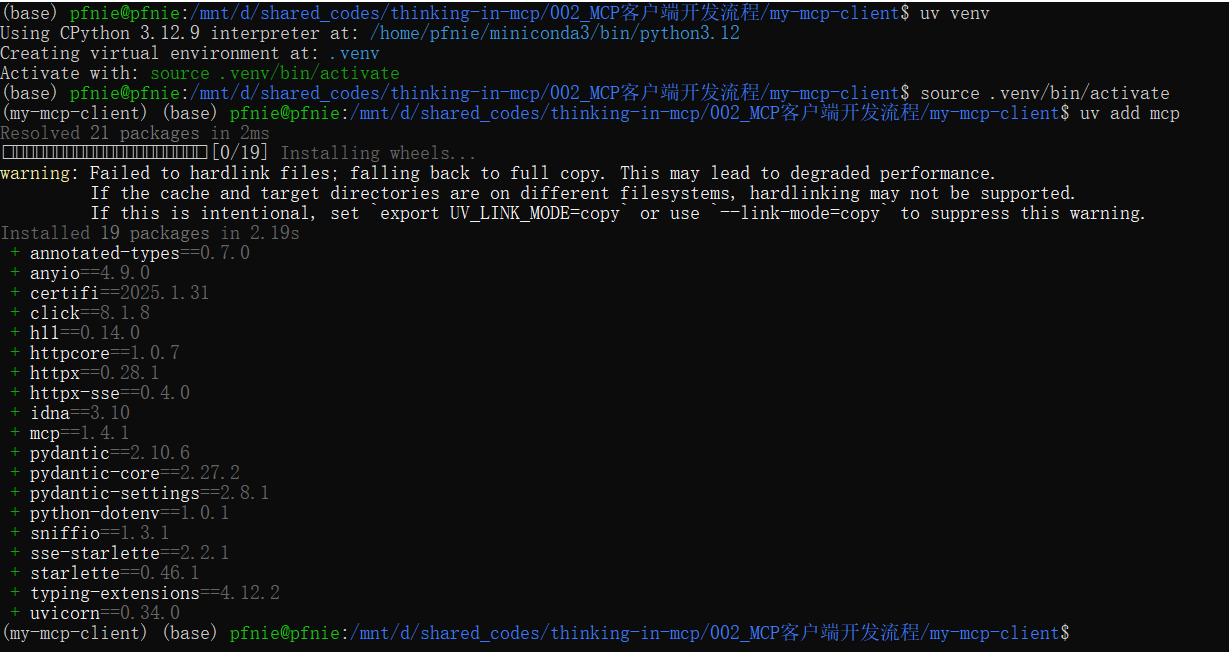 (base) pfnie@pfnie:/mnt/d/shared_codes/thinking-in-mcp/002_MCP客户端开发流程/my-mcp-client$ uv venv
Using CPython 3.12.9 interpreter at: /home/pfnie/miniconda3/bin/python3.12
Creating virtual environment at: .venv
Activate with: source .venv/bin/activate
(base) pfnie@pfnie:/mnt/d/shared_codes/thinking-in-mcp/002_MCP客户端开发流程/my-mcp-client$ source .venv/bin/activate
(my-mcp-client) (base) pfnie@pfnie:/mnt/d/shared_codes/thinking-in-mcp/002_MCP客户端开发流程/my-mcp-client$ uv add mcp
Resolved 21 packages in 2ms
[0/19] Installing wheels...
warning: Failed to hardlink files; falling back to full copy. This may lead to degraded performance.
If the cache and target directories are on different filesystems, hardlinking may not be supported.
If this is intentional, set `export UV_LINK_MODE=copy` or use `--link-mode=copy` to suppress this warning.
Installed 19 packages in 2.19s
+ annotated-types==0.7.0
+ anyio==4.9.0
+ certifi==2025.1.31
+ click==8.1.8
+ h11==0.14.0
+ httpcore==1.0.7
+ httpx==0.28.1
+ httpx-sse==0.4.0
+ idna==3.10
+ mcp==1.4.1
+ pydantic==2.10.6
+ pydantic-core==2.27.2
+ pydantic-settings==2.8.1
+ python-dotenv==1.0.1
+ sniffio==1.3.1
+ sse-starlette==2.2.1
+ starlette==0.46.1
+ typing-extensions==4.12.2
+ uvicorn==0.34.0
(my-mcp-client) (base) pfnie@pfnie:/mnt/d/shared_codes/thinking-in-mcp/002_MCP客户端开发流程/my-mcp-client$